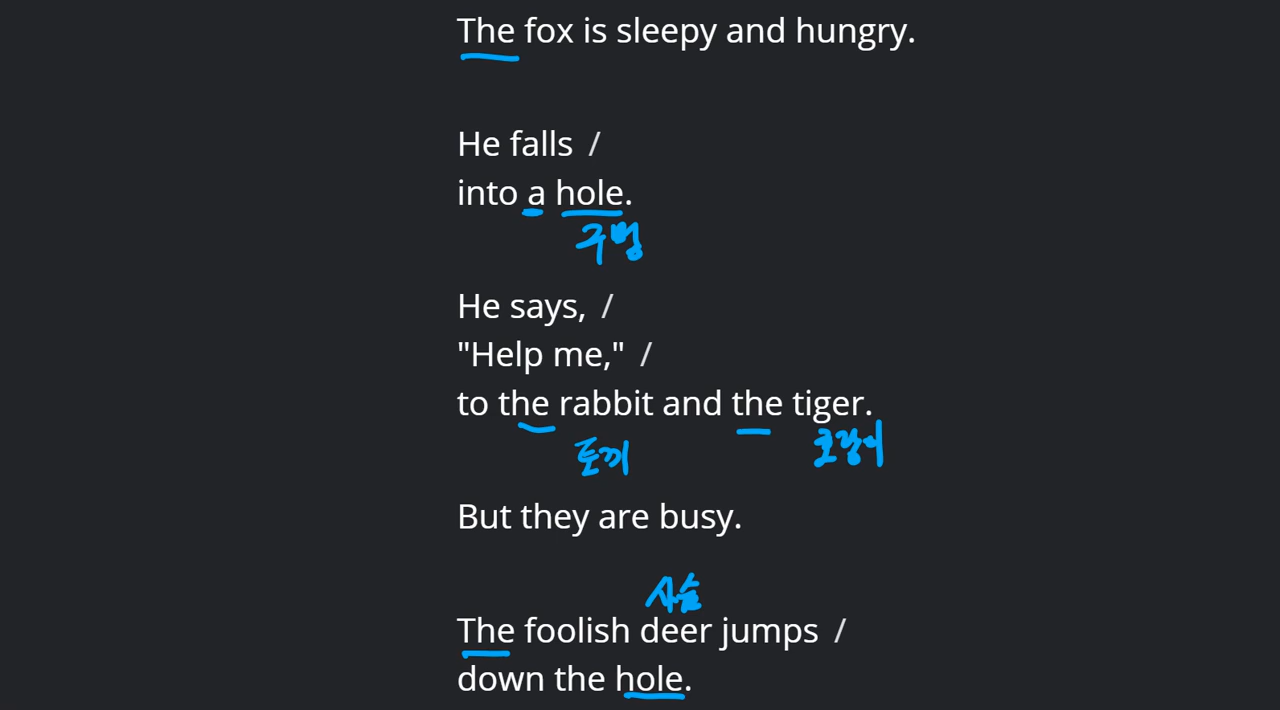 The fox is sleepy and hungry.
He falls /
into a hole.
구멍
He says, /
"Help me," /
to the rabbit and the tiger.
토끼 호랑이
But they are busy.
사슴
The foolish deer jumps /
down the hole.